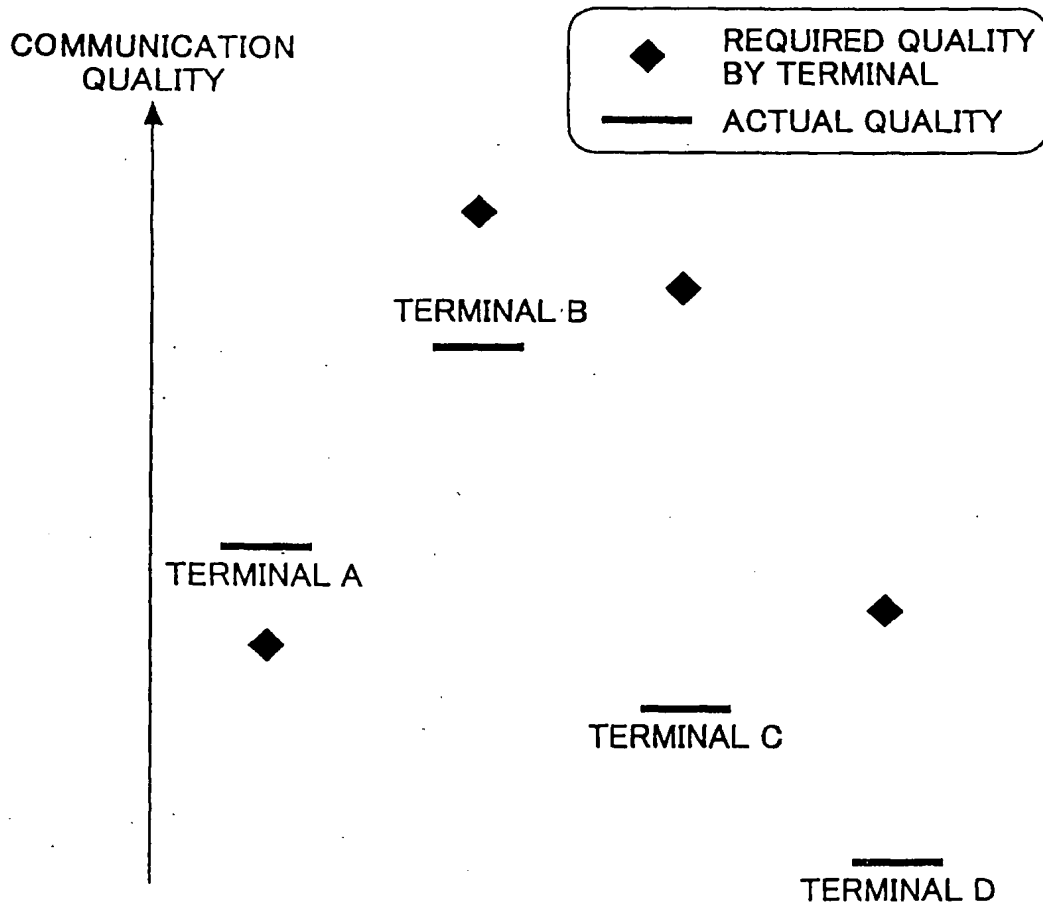 COMMUNICATION
QUALITY
REQUIRED QUALITY
BY TERMINAL
ACTUAL QUALITY
TERMINAL B
TERMINAL A
TERMINAL C
TERMINAL D